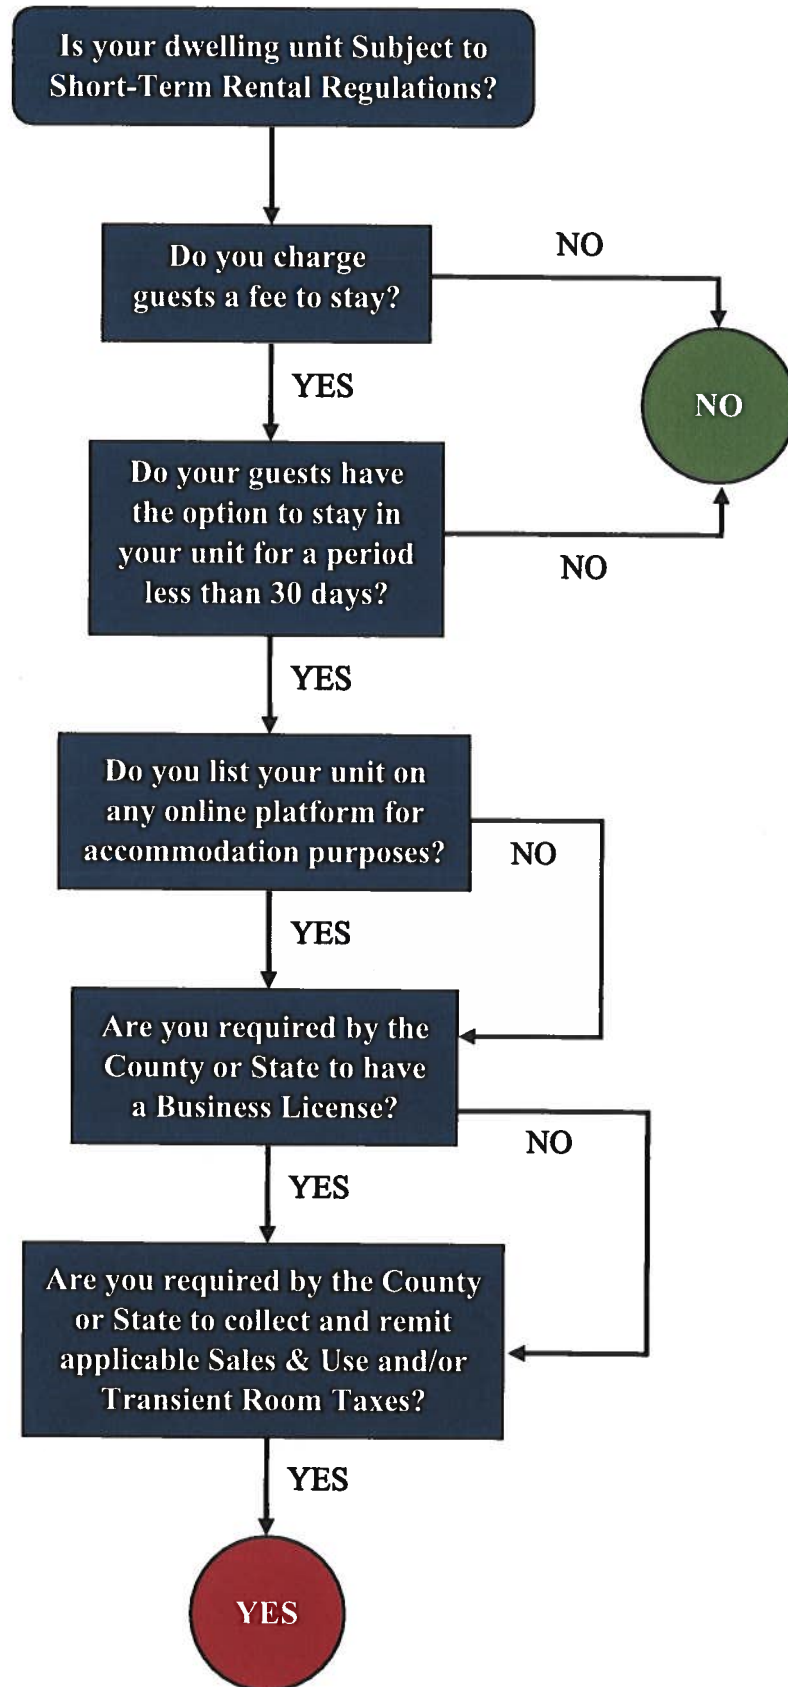 Is your dwelling unit Subject to
Short-Term Rental Regulations?
Do you charge
guests a fee to stay?
NO
YES
NO
Do your guests have
the option to stay in
your unit for a period
less than 30 days?
NO
YES
Do you list your unit on
any online platform for
accommodation purposes?
NO
YES
Are you required by the
County or State to have
a Business License?
NO
YES
Are you required by the County
or State to collect and remit
applicable Sales & Use and/or
Transient Room Taxes?
YES
YES